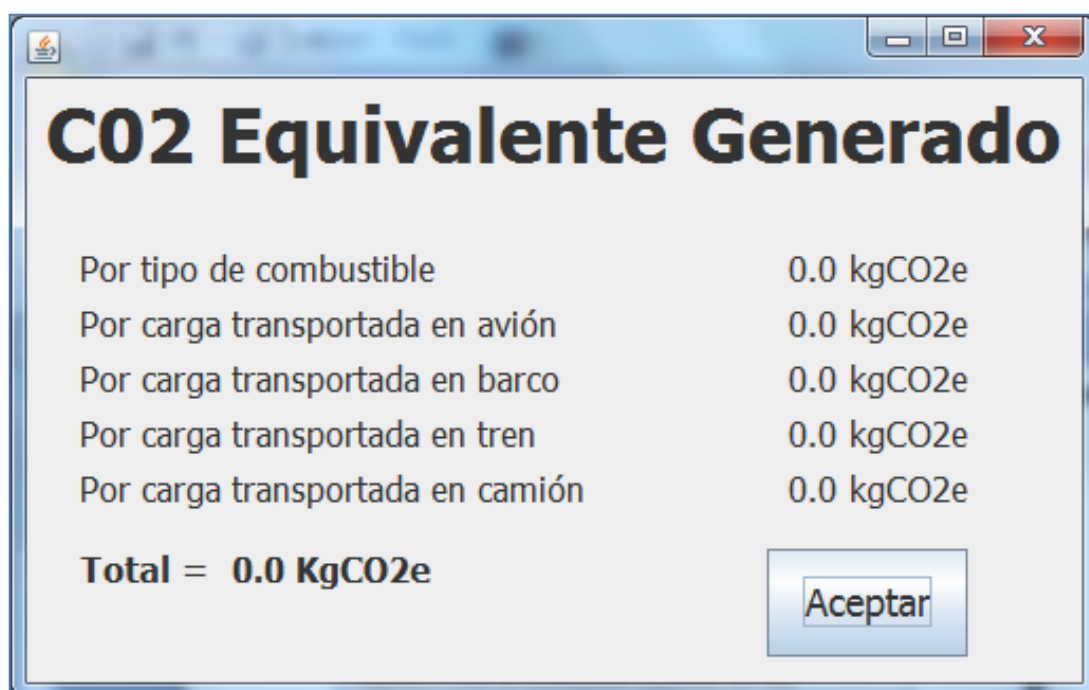 C02 Equivalente Generado
Por tipo de combustible 0.0 kgCO2e
Por carga transportada en avión 0.0 kgCO2e
Por carga transportada en barco 0.0 kgCO2e
Por carga transportada en tren 0.0 kgCO2e
Por carga transportada en camión 0.0 kgCO2e
Total = 0.0 KgCO2e
Aceptar